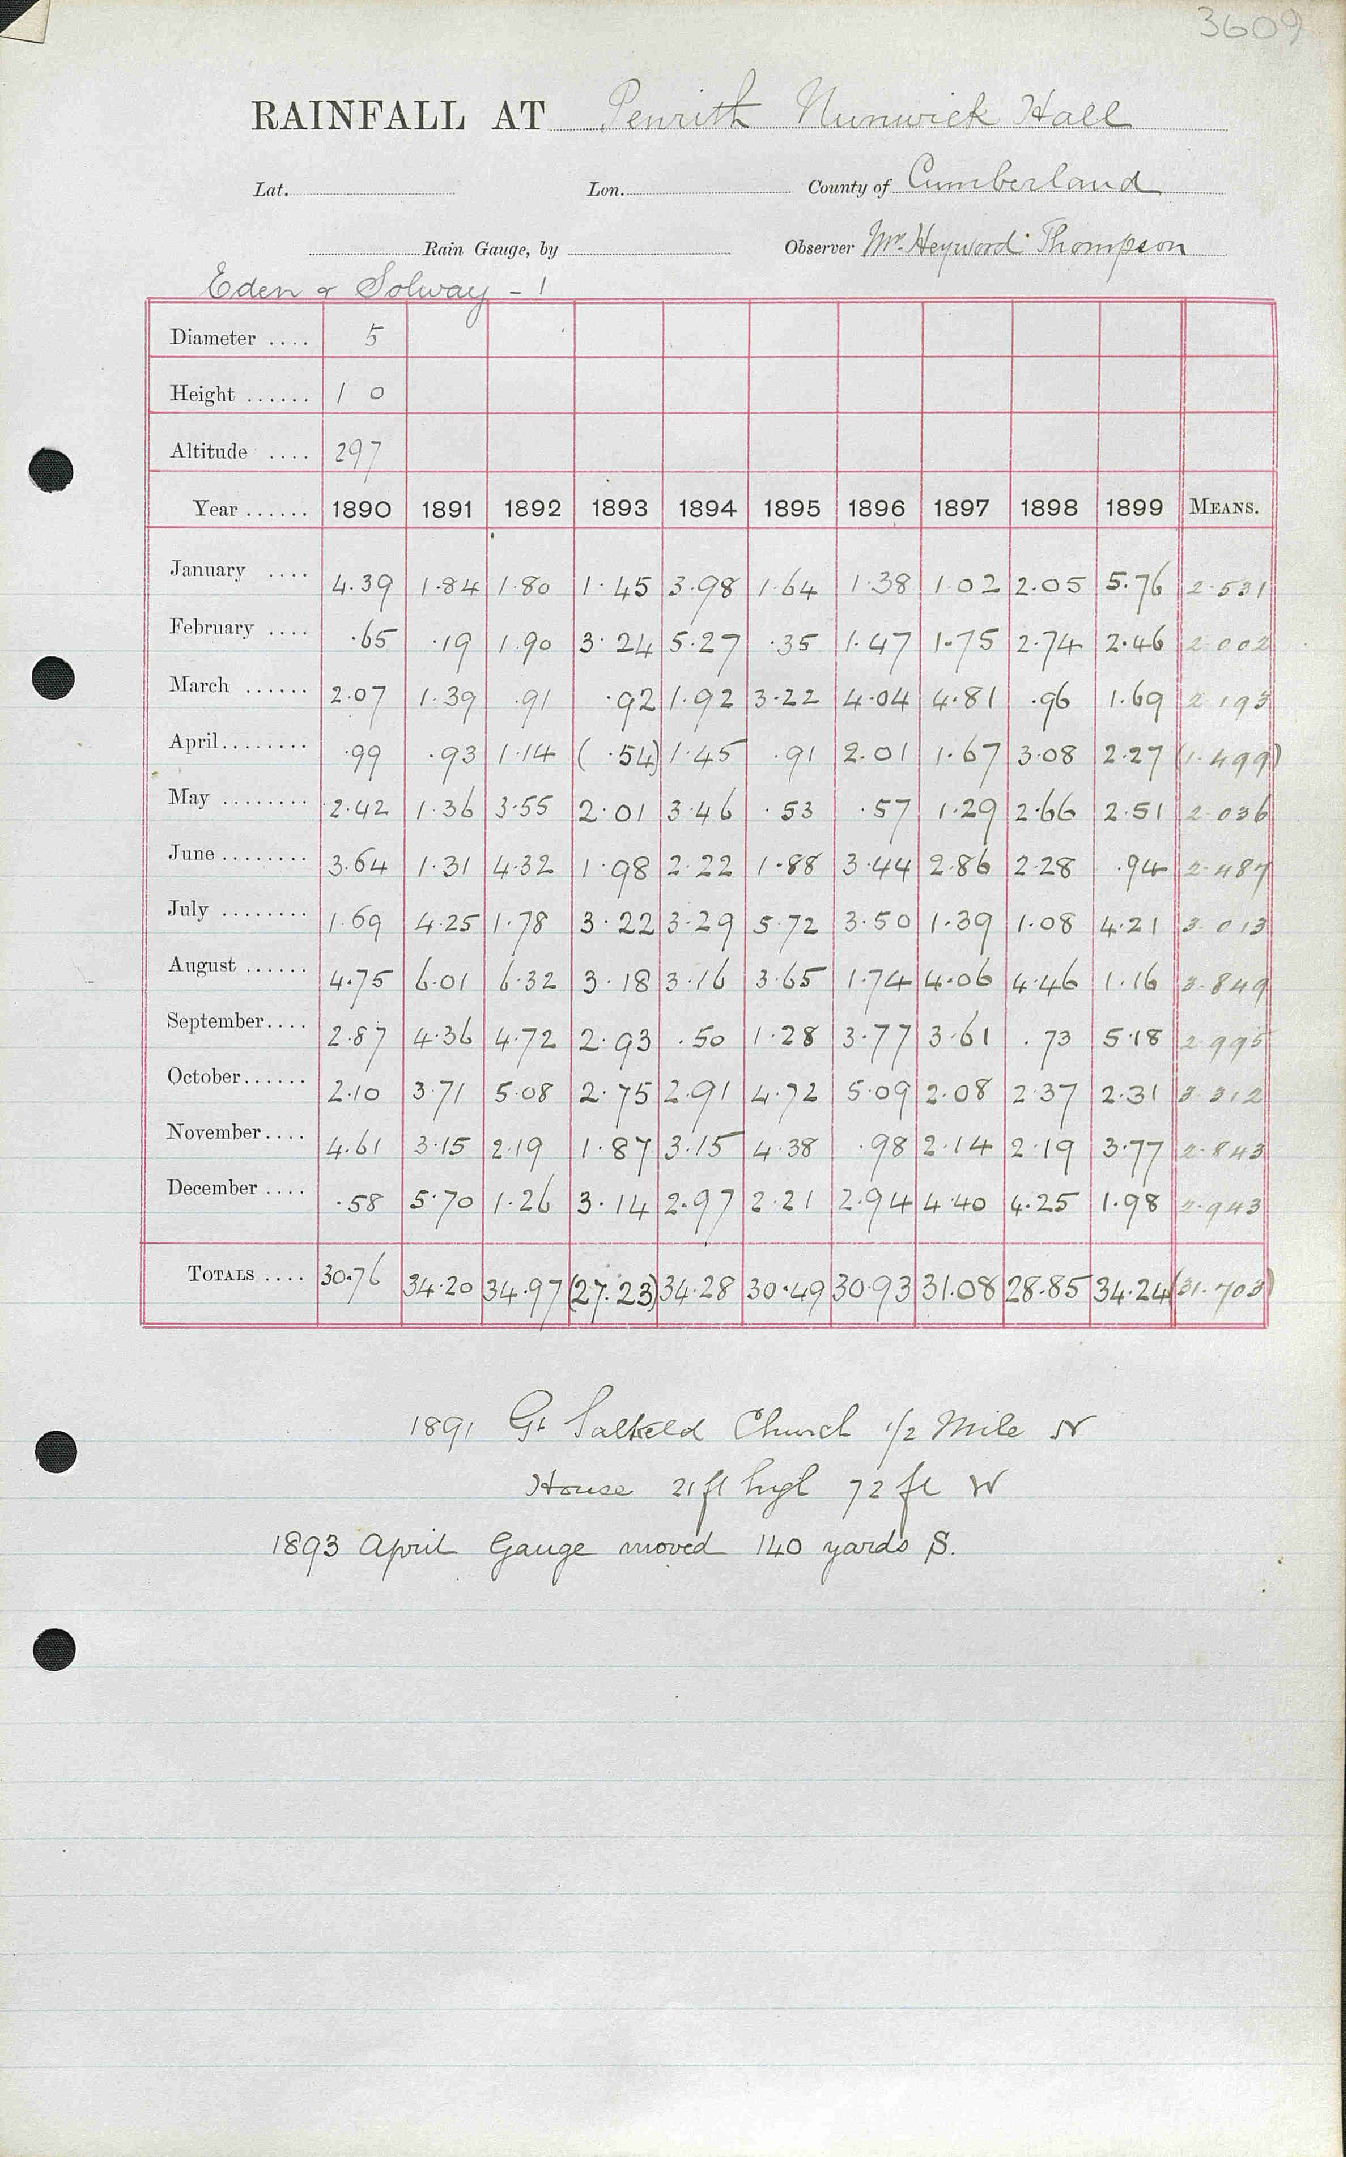 3609
RAINFALL AT Penrith Nunwick Hall
Lat. Lon. County of Cumberland
Rain Gauge, by Observer Mr. Heywood Thompson
Eden & Solway - 1
Diameter .... 5
Height ...... 1 0
Altitude .... 297
Year ...... 1890 1891 1892 1893 1894 1895 1896 1897 1898 1899 MEANS.
January .... 4.39 1.84 1.80 1.45 3.98 1.64 1.38 1.02 2.05 5.76 2.531
February .... .65 .19 1.90 3.24 5.27 .35 1.47 1.75 2.74 2.46 2.002
March ...... 2.07 1.39 .91 .92 1.92 3.22 4.04 4.81 .96 1.69 2.193
April........ .99 .93 1.14 ( .54) 1.45 .91 2.01 1.67 3.08 2.27 (1.499)
May ........ 2.42 1.36 3.55 2.01 3.46 .53 .57 1.29 2.66 2.51 2.036
June ........ 3.64 1.31 4.32 1.98 2.22 1.88 3.44 2.86 2.28 .94 2.487
July ........ 1.69 4.25 1.78 3.22 3.29 5.72 3.50 1.39 1.08 4.21 3.013
August ...... 4.75 6.01 6.32 3.18 3.16 3.65 1.74 4.06 4.46 1.16 3.849
September.... 2.87 4.36 4.72 2.93 .50 1.28 3.77 3.61 .73 5.18 2.995
October...... 2.10 3.71 5.08 2.75 2.91 4.72 5.09 2.08 2.37 2.31 3.312
November.... 4.61 3.15 2.19 1.87 3.15 4.38 .98 2.14 2.19 3.77 2.843
December .... .58 5.70 1.26 3.14 2.97 2.21 2.94 4.40 4.25 1.98 2.943
TOTALS .... 30.76 34.20 34.97 (27.23) 34.28 30.49 30.93 31.08 28.85 34.24 (31.703)
1891 Gt Salkeld Church 1/2 Mile N
House 21 ft high 72 ft W
1893 April Gauge moved 140 yards S.